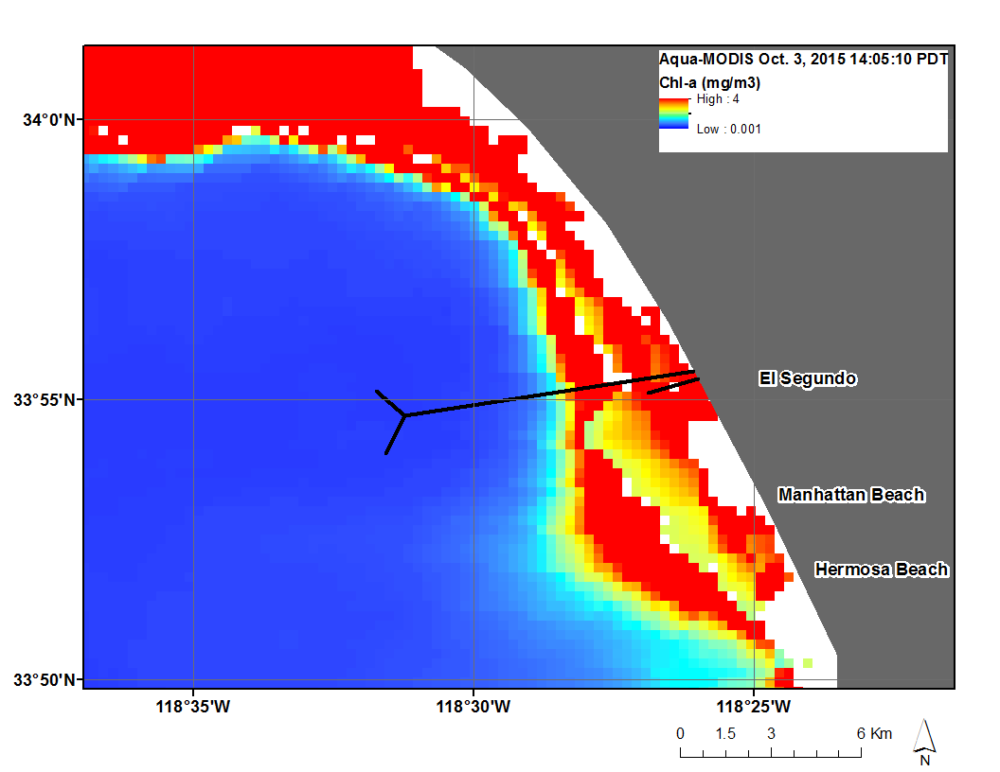 Aqua-MODIS Oct. 3, 2015 14:05:10 PDT
Chl-a (mg/m3)
High : 4
Low : 0.001
34°0'N
El Segundo
33°55'N
Manhattan Beach
Hermosa Beach
33°50'N
118°35'W 118°30'W 118°25'W
0 1.5 3 6 Km
N